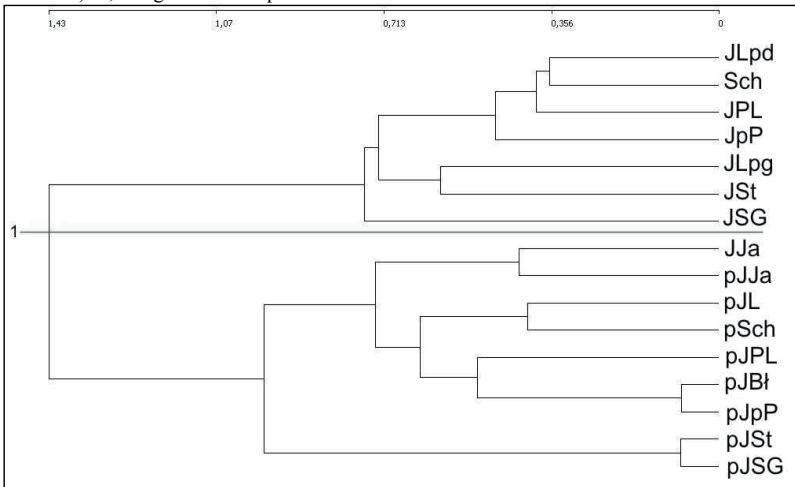 1,43 1,07 0,713 0,356 0
JLpd
Sch
JPL
JpP
JLpg
JSt
JSG
1
JJa
pJJa
pJL
pSch
pJPL
pJBł
pJpP
pJSt
pJSG